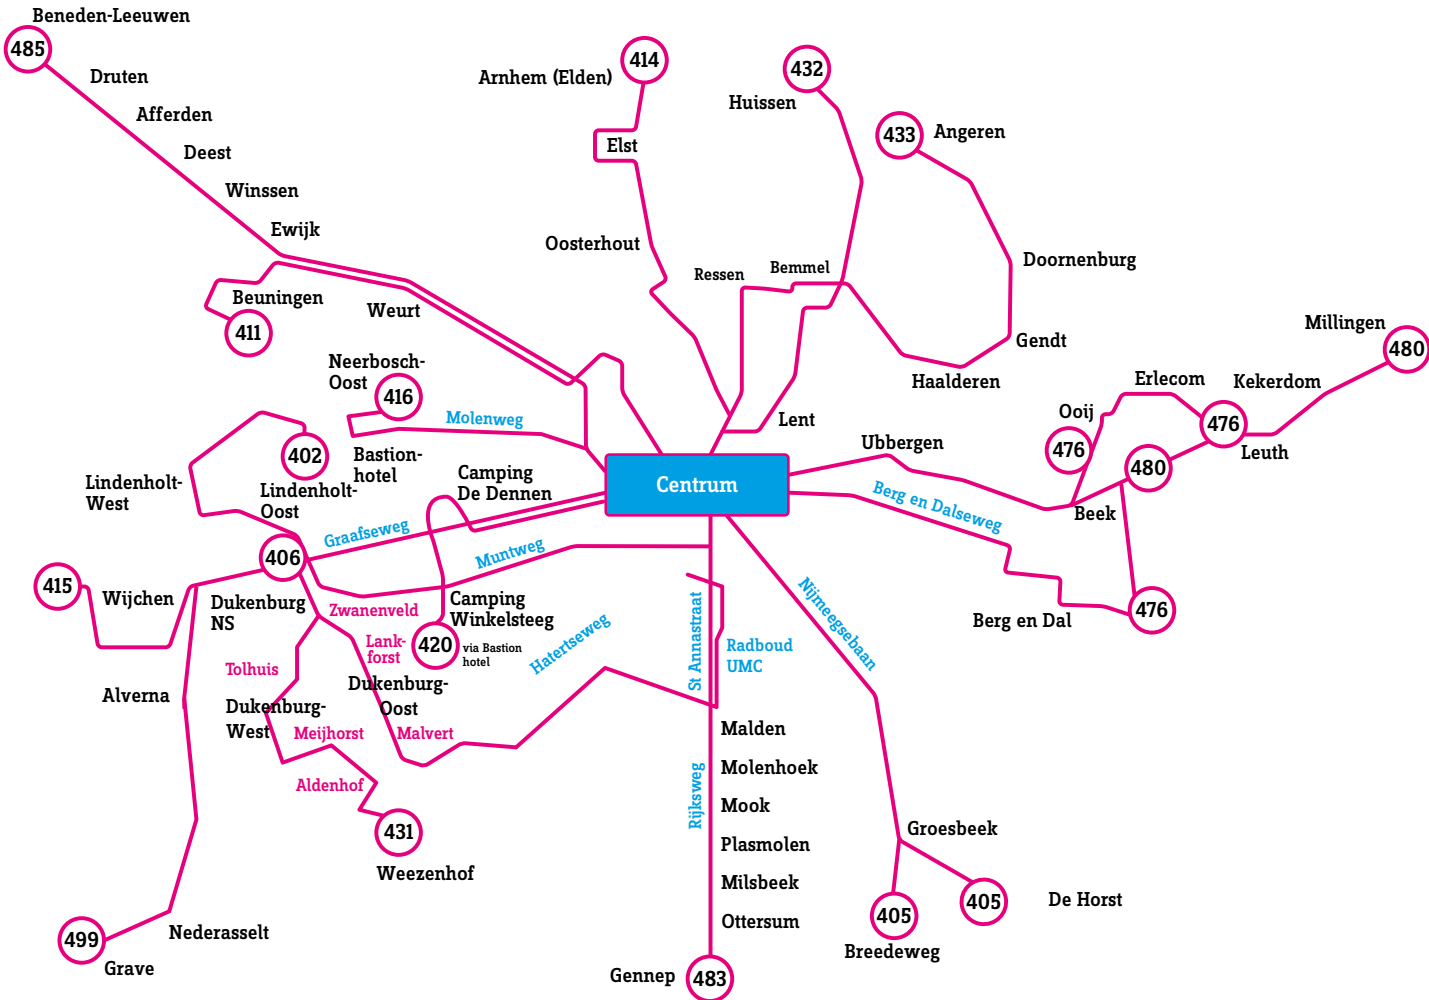 Beneden-Leeuwen
485
Druten
Afferden
Deest
Winssen
Ewijk
Beuningen
411
Weurt
Arnhem (Elden)
414
Elst
Oosterhout
432
Huissen
433
Angeren
Doornenburg
Ressen
Bemmel
Gendt
Haalderen
Lent
Millingen
480
Kekerdom
Erlecom
476
Leuth
Ooij
476
480
Ubbergen
Beek
Berg en Dalseweg
476
Berg en Dal
Neerbosch-
Oost
416
Molenweg
Bastion-
hotel
402
Lindenholt-
Oost
Lindenholt-
West
Camping
De Dennen
Centrum
Graafseweg
Muntweg
406
415
Wijchen
Dukenburg
NS
Zwanenveld
Lank-
forst
Camping
Winkelsteeg
420
via Bastion
hotel
Hatertseweg
St Annastraat
Radboud
UMC
Nijmeegsebaan
Tolhuis
Dukenburg-
Oost
Alverna
Dukenburg-
West
Meijhorst
Malvert
Aldenhof
431
Weezenhof
Rijksweg
Malden
Molenhoek
Mook
Plasmolen
Milsbeek
Ottersum
Gennep
483
Groesbeek
405
De Horst
405
Breedeweg
Nederasselt
499
Grave